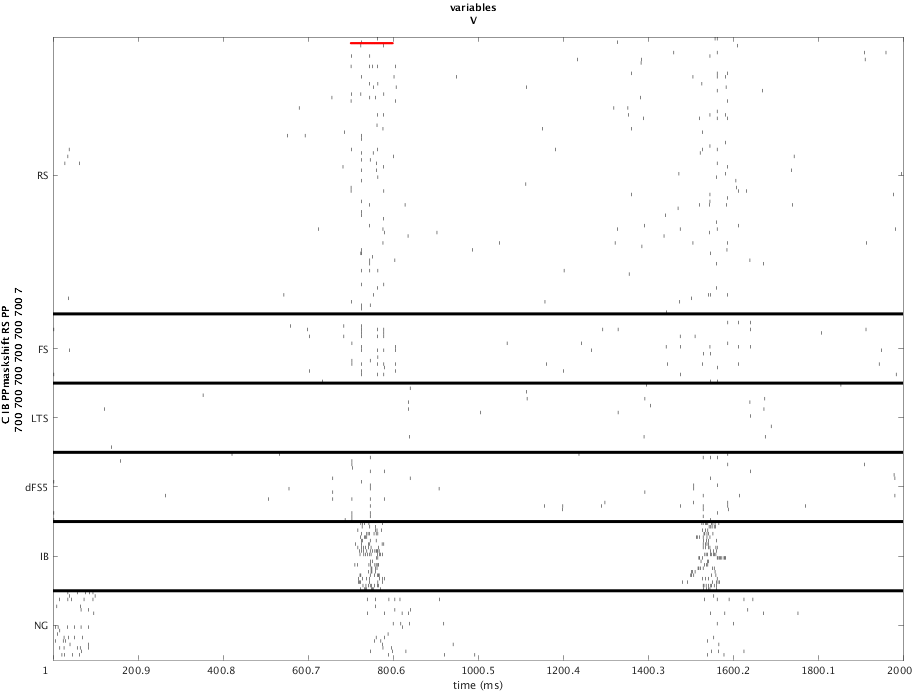 variables
V
RS
FS
LTS
dFS5
IB
NG
C IB PPmaskshift RS PP
700 700 700 700 700 700 7
1 200.9 400.8 600.7 800.6 1000.5 1200.4 1400.3 1600.2 1800.1 2000
time (ms)